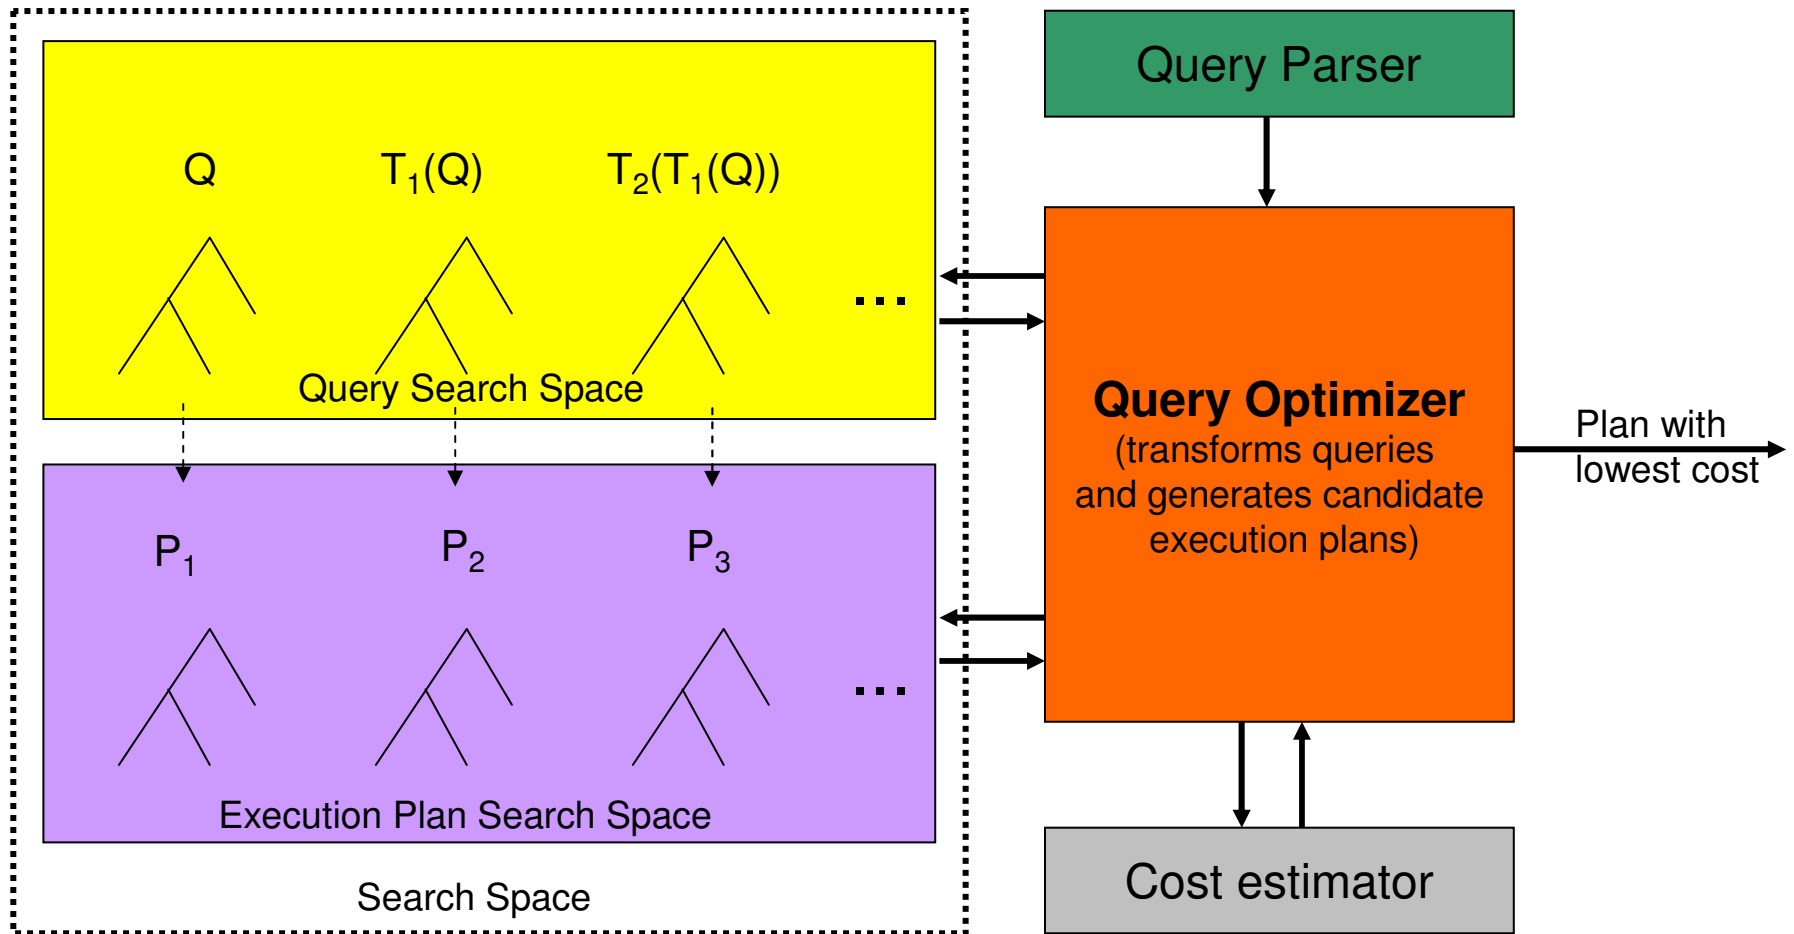 Q
T₁(Q)
T₂(T₁(Q))
...
Query Search Space
P₁
P₂
P₃
...
Execution Plan Search Space
Search Space
Query Parser
Query Optimizer
(transforms queries
and generates candidate
execution plans)
Plan with
lowest cost
Cost estimator